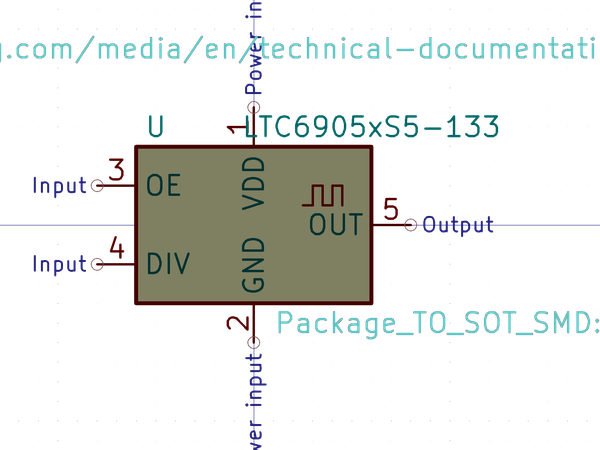 Power in
g.com/media/en/technical-documentati
U
LTC6905xS5-133
1
3
Input
OE
VDD
5
OUT
Output
4
Input
DIV
GND
2
Package_TO_SOT_SMD:
wer input